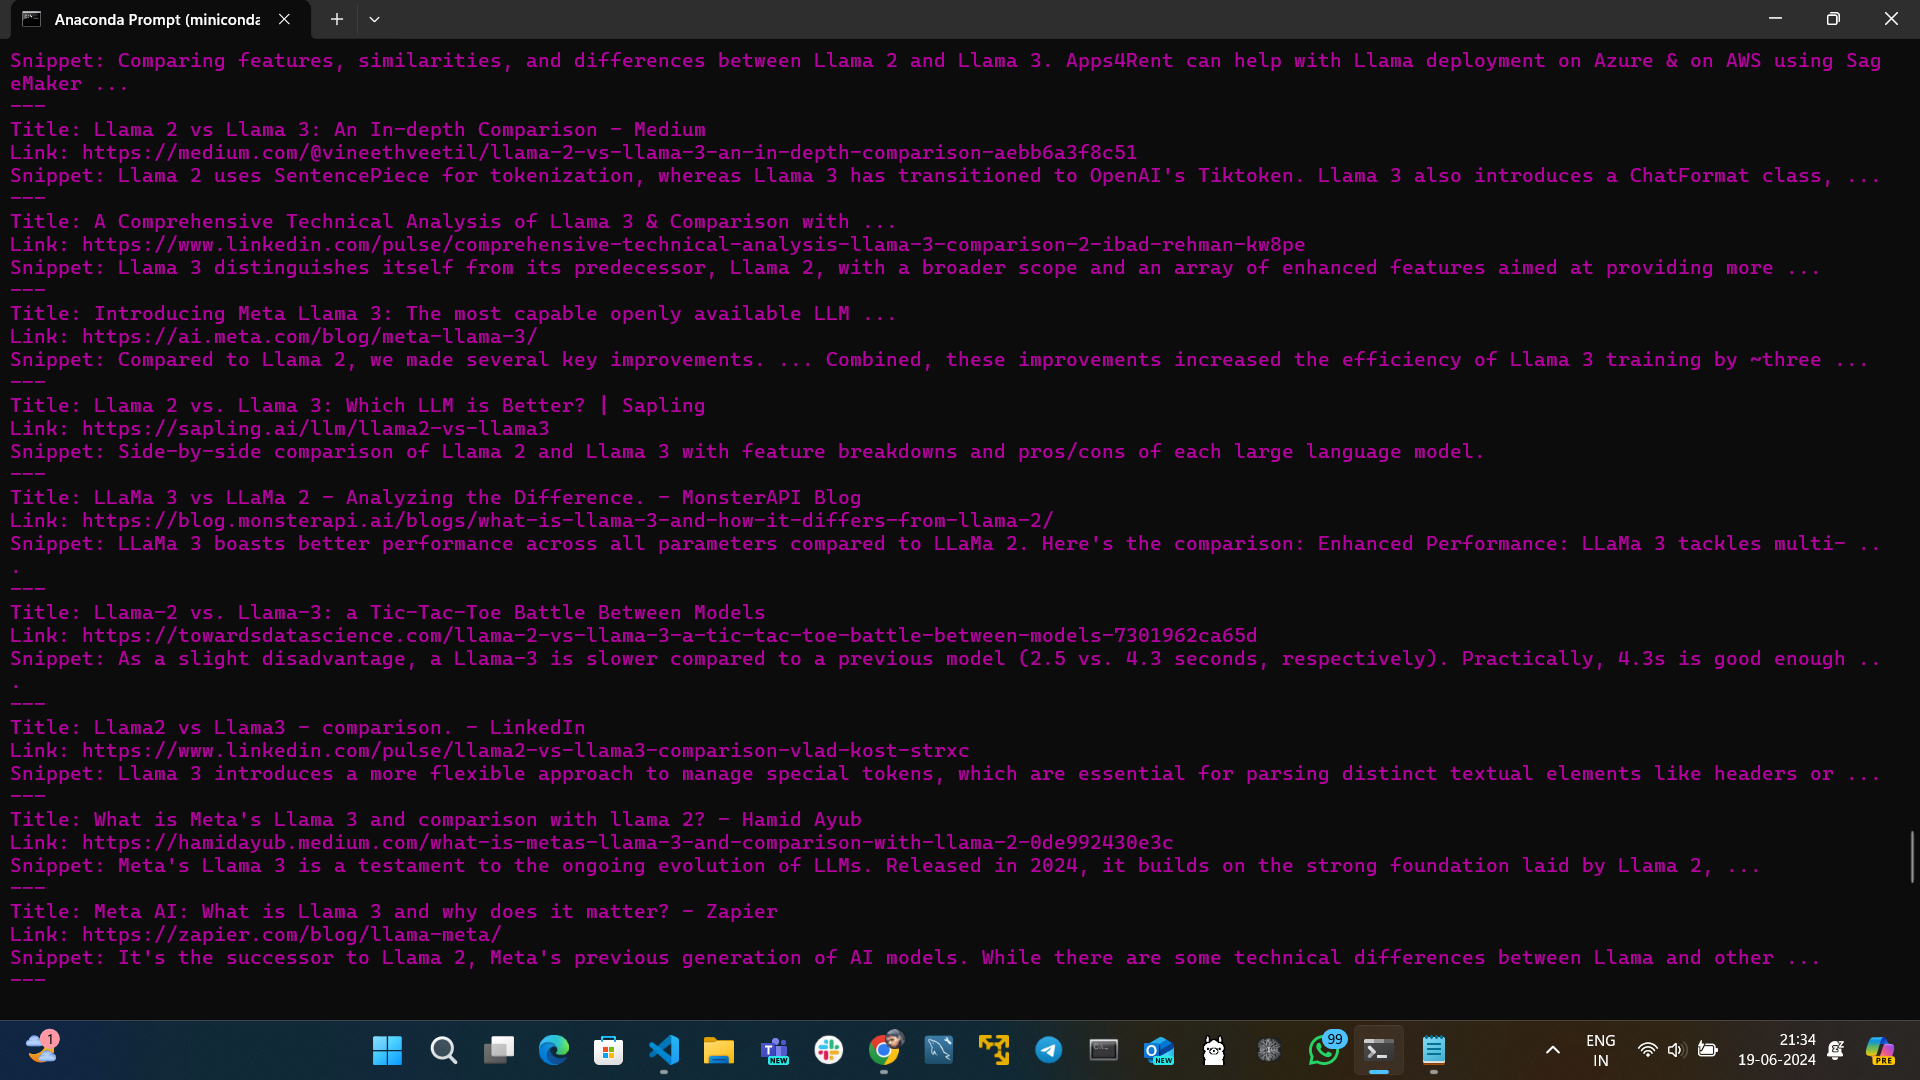 Anaconda Prompt (miniconda
Snippet: Comparing features, similarities, and differences between Llama 2 and Llama 3. Apps4Rent can help with Llama deployment on Azure & on AWS using Sag
eMaker ...
---
Title: Llama 2 vs Llama 3: An In-depth Comparison - Medium
Link: https://medium.com/@vineethveetil/llama-2-vs-llama-3-an-in-depth-comparison-aebb6a3f8c51
Snippet: Llama 2 uses SentencePiece for tokenization, whereas Llama 3 has transitioned to OpenAI's Tiktoken. Llama 3 also introduces a ChatFormat class, ...
---
Title: A Comprehensive Technical Analysis of Llama 3 & Comparison with ...
Link: https://www.linkedin.com/pulse/comprehensive-technical-analysis-llama-3-comparison-2-ibad-rehman-kw8pe
Snippet: Llama 3 distinguishes itself from its predecessor, Llama 2, with a broader scope and an array of enhanced features aimed at providing more ...
---
Title: Introducing Meta Llama 3: The most capable openly available LLM ...
Link: https://ai.meta.com/blog/meta-llama-3/
Snippet: Compared to Llama 2, we made several key improvements. ... Combined, these improvements increased the efficiency of Llama 3 training by ~three ...
---
Title: Llama 2 vs. Llama 3: Which LLM is Better? | Sapling
Link: https://sapling.ai/llm/llama2-vs-llama3
Snippet: Side-by-side comparison of Llama 2 and Llama 3 with feature breakdowns and pros/cons of each large language model.
---
Title: LLaMa 3 vs LLaMa 2 - Analyzing the Difference. - MonsterAPI Blog
Link: https://blog.monsterapi.ai/blogs/what-is-llama-3-and-how-it-differs-from-llama-2/
Snippet: LLaMa 3 boasts better performance across all parameters compared to LLaMa 2. Here's the comparison: Enhanced Performance: LLaMa 3 tackles multi- ..
.
---
Title: Llama-2 vs. Llama-3: a Tic-Tac-Toe Battle Between Models
Link: https://towardsdatascience.com/llama-2-vs-llama-3-a-tic-tac-toe-battle-between-models-7301962ca65d
Snippet: As a slight disadvantage, a Llama-3 is slower compared to a previous model (2.5 vs. 4.3 seconds, respectively). Practically, 4.3s is good enough ..
.
---
Title: Llama2 vs Llama3 - comparison. - LinkedIn
Link: https://www.linkedin.com/pulse/llama2-vs-llama3-comparison-vlad-kost-strxc
Snippet: Llama 3 introduces a more flexible approach to manage special tokens, which are essential for parsing distinct textual elements like headers or ...
---
Title: What is Meta's Llama 3 and comparison with llama 2? - Hamid Ayub
Link: https://hamidayub.medium.com/what-is-metas-llama-3-and-comparison-with-llama-2-0de992430e3c
Snippet: Meta's Llama 3 is a testament to the ongoing evolution of LLMs. Released in 2024, it builds on the strong foundation laid by Llama 2, ...
---
Title: Meta AI: What is Llama 3 and why does it matter? - Zapier
Link: https://zapier.com/blog/llama-meta/
Snippet: It's the successor to Llama 2, Meta's previous generation of AI models. While there are some technical differences between Llama and other ...
---
1
NEW
NEW
99
ENG
IN
21:34
19-06-2024
PRE